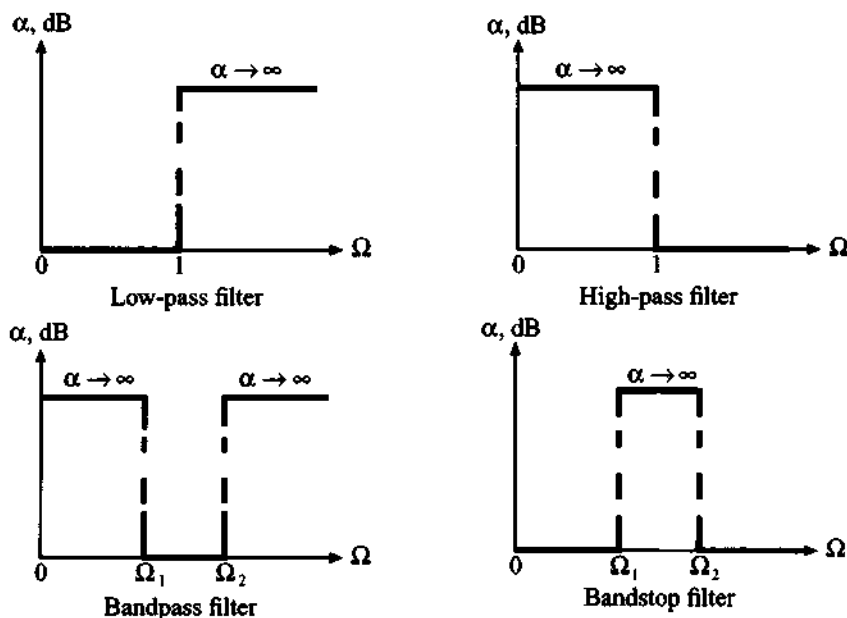 α, dB
α → ∞
Ω
0 1
Low-pass filter
α, dB
α → ∞
Ω
0 1
High-pass filter
α, dB
α → ∞ α → ∞
Ω
0 Ω₁ Ω₂
Bandpass filter
α, dB
α → ∞
Ω
0 Ω₁ Ω₂
Bandstop filter